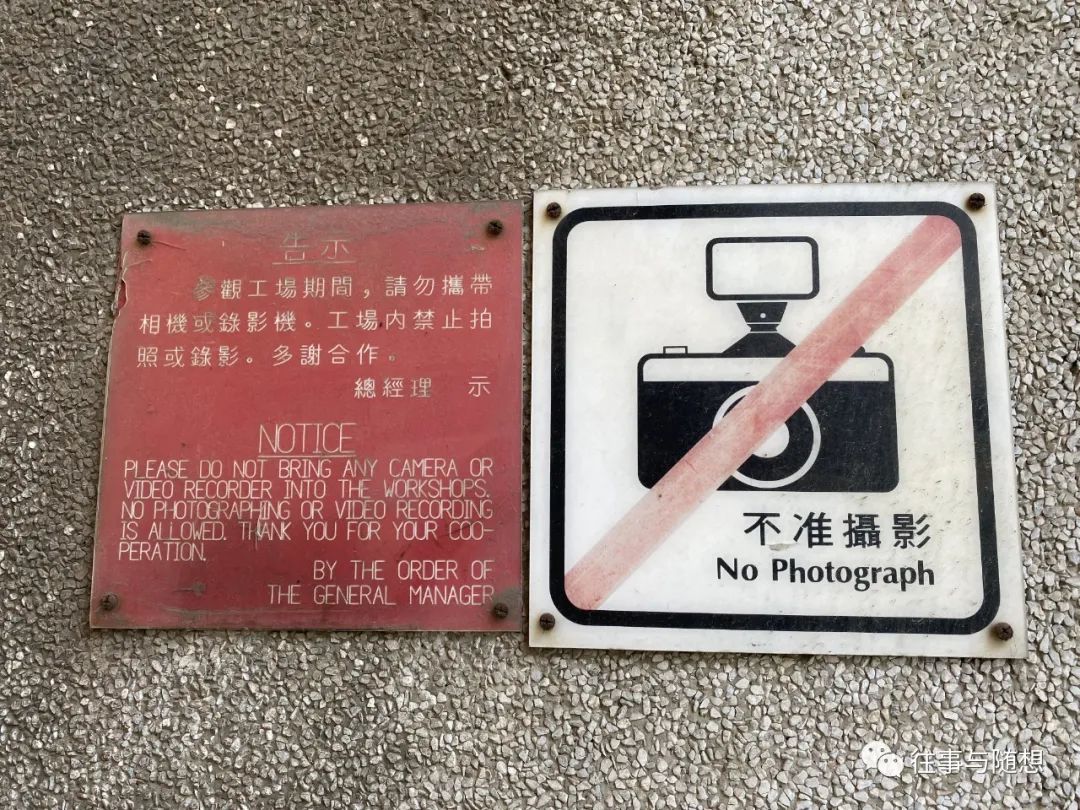 告示
參觀工場期間，請勿攜帶
相機或錄影機。工場內禁止拍
照或錄影。多謝合作。
總經理 示
NOTICE
PLEASE DO NOT BRING ANY CAMERA OR
VIDEO RECORDER INTO THE WORKSHOPS.
NO PHOTOGRAPHING OR VIDEO RECORDING
IS ALLOWED. THANK YOU FOR YOUR COO-
PERATION.
BY THE ORDER OF
THE GENERAL MANAGER
不准攝影
No Photograph
往事与随想